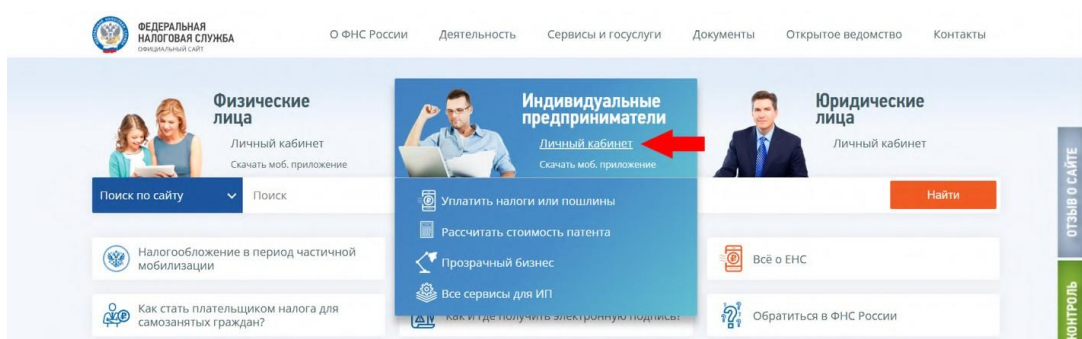 ФЕДЕРАЛЬНАЯ
НАЛОГОВАЯ СЛУЖБА
ОФИЦИАЛЬНЫЙ САЙТ
О ФНС России
Деятельность
Сервисы и госуслуги
Документы
Открытое ведомство
Контакты
Физические
лица
Личный кабинет
Скачать моб. приложение
Индивидуальные
предприниматели
Личный кабинет
Скачать моб. приложение
Юридические
лица
Личный кабинет
Поиск по сайту
Поиск
Найти
Уплатить налоги или пошлины
Рассчитать стоимость патента
Прозрачный бизнес
Все сервисы для ИП
Налогообложение в период частичной
мобилизации
Всё о ЕНС
Как стать плательщиком налога для
самозанятых граждан?
Как и где получить электронную подпись?
Обратиться в ФНС России
ОТЗЫВ О САЙТЕ
КОНТРОЛЬ